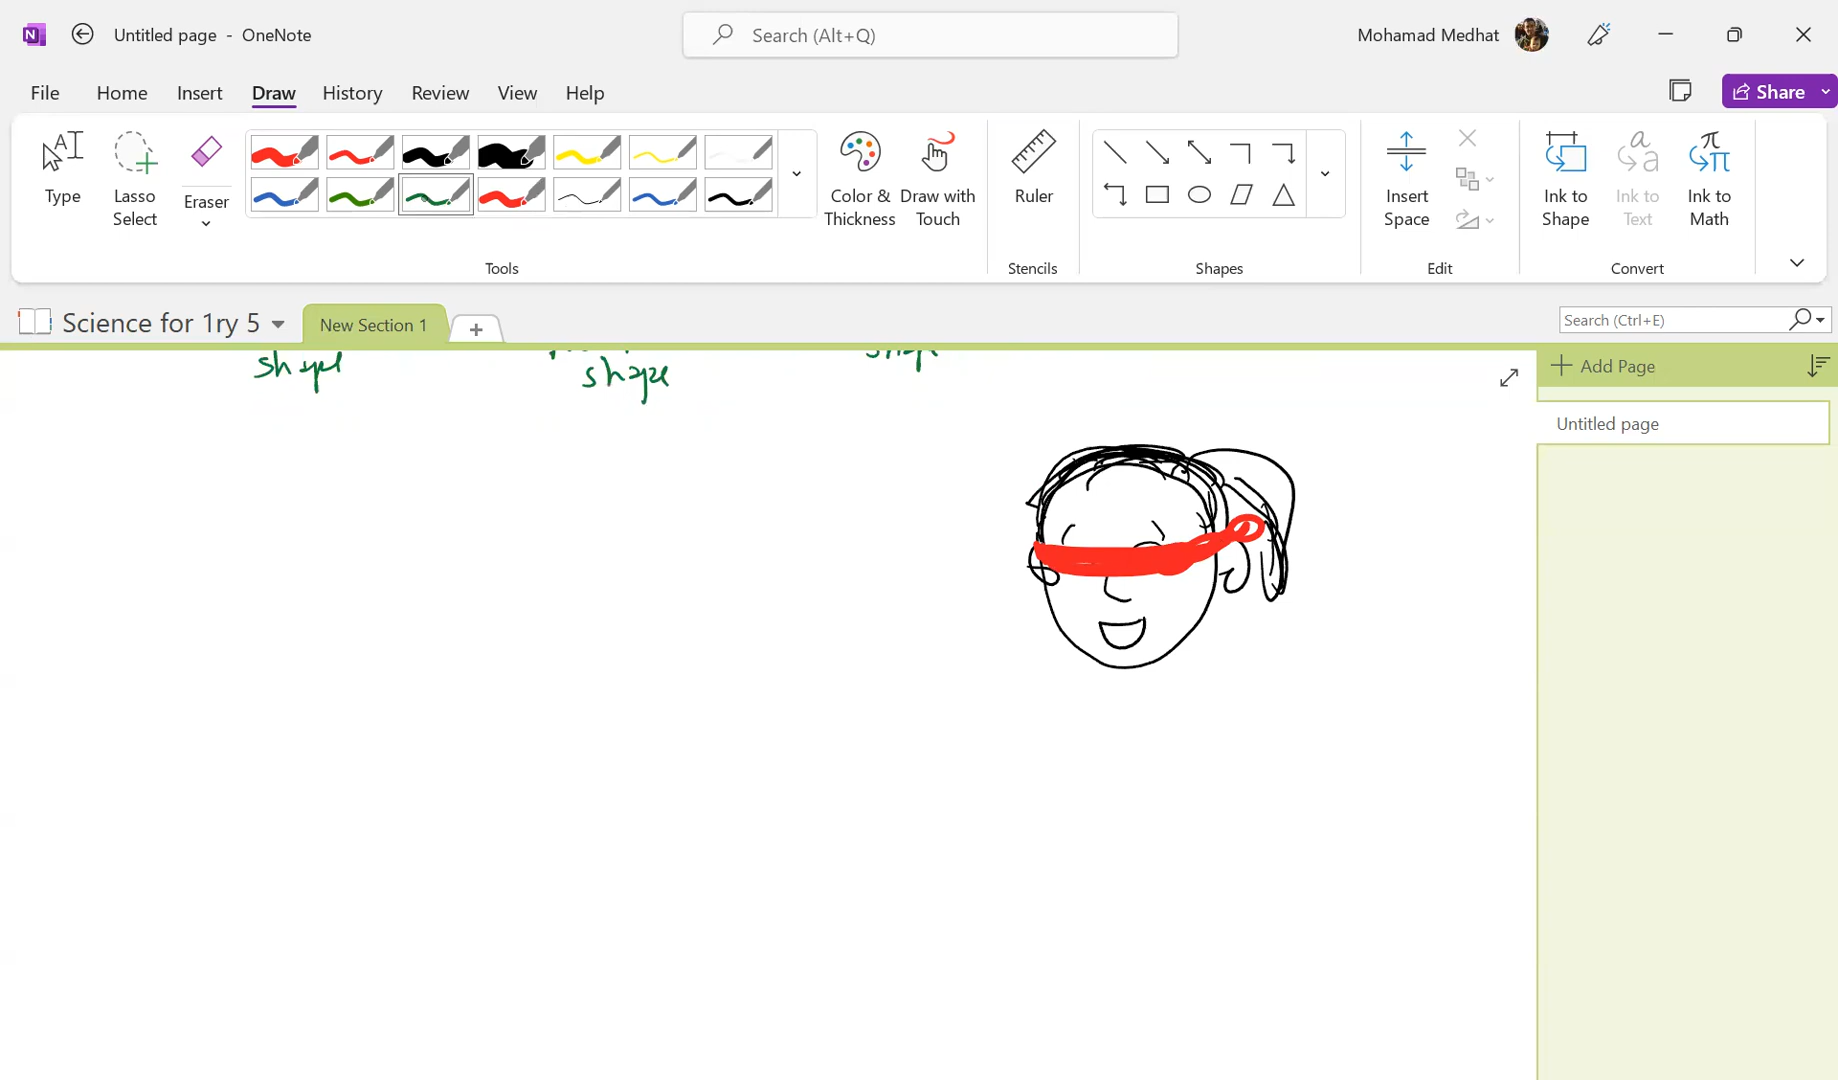 Untitled page - OneNote
Search (Alt+Q)
Mohamad Medhat
File Home Insert Draw History Review View Help
Share
Type
Lasso Select
Eraser
Color & Thickness
Draw with Touch
Ruler
Insert Space
Ink to Shape
Ink to Text
Ink to Math
Tools Stencils Shapes Edit Convert
Science for 1ry 5
New Section 1
Search (Ctrl+E)
shape
shape
Add Page
Untitled page